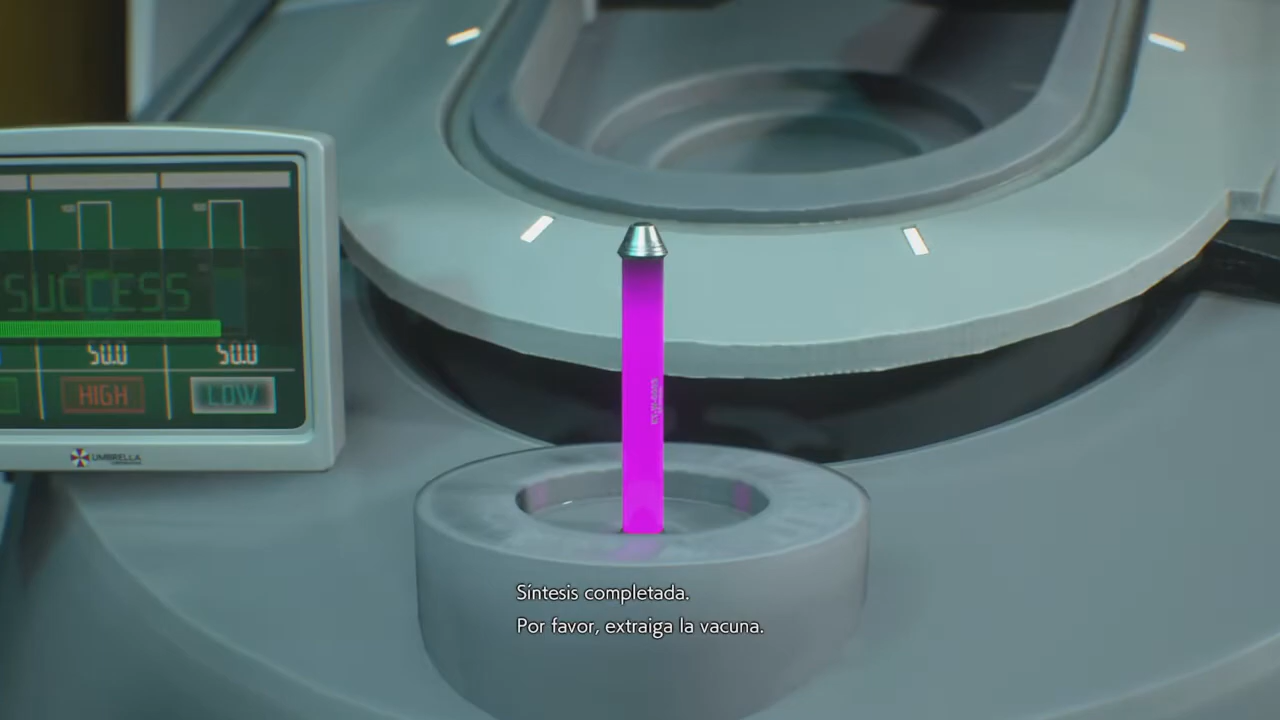 SUCCESS
50.0 50.0
HIGH LOW
UMBRELLA
Síntesis completada.
Por favor, extraiga la vacuna.